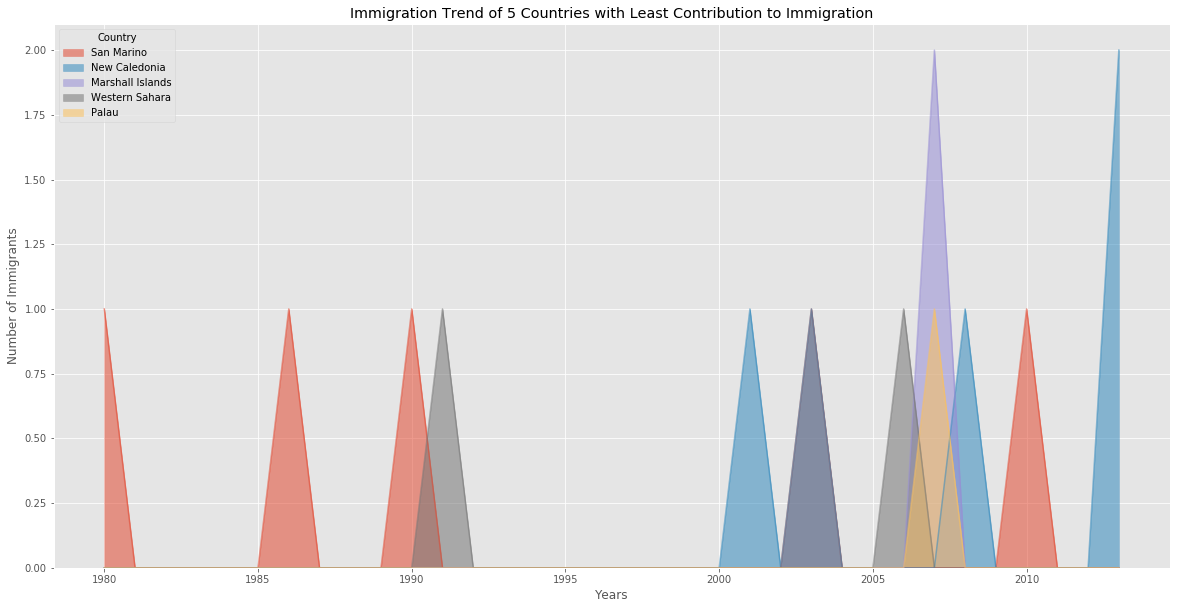 Immigration Trend of 5 Countries with Least Contribution to Immigration
Country
San Marino
New Caledonia
Marshall Islands
Western Sahara
Palau
Number of Immigrants
2.00
1.75
1.50
1.25
1.00
0.75
0.50
0.25
0.00
1980
1985
1990
1995
2000
2005
2010
Years